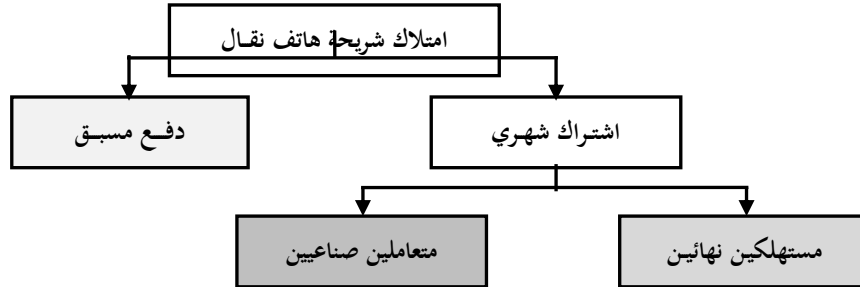 امتلاك شريحة هاتف نقال
اشتراك شهري
دفع مسبق
مستهلكين نهائين
متعاملين صناعيين